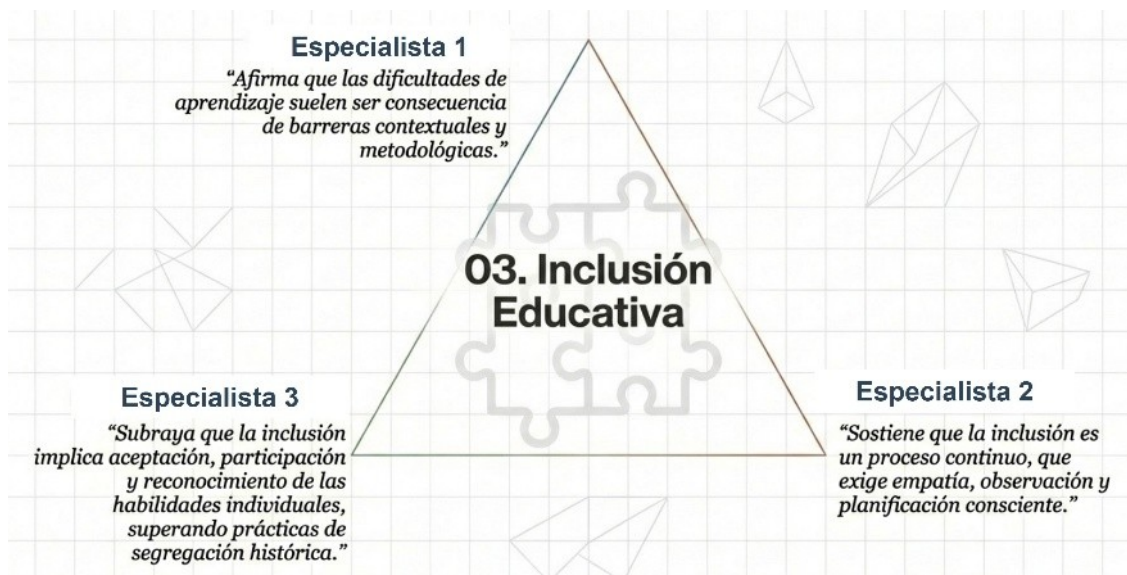 Especialista 1
“Afirma que las dificultades de
aprendizaje suelen ser consecuencia
de barreras contextuales y
metodológicas.”
03. Inclusión
Educativa
Especialista 3
“Subraya que la inclusión
implica aceptación, participación
y reconocimiento de las
habilidades individuales,
superando prácticas de
segregación histórica.”
Especialista 2
“Sostiene que la inclusión es
un proceso continuo, que
exige empatía, observación y
planificación consciente.”